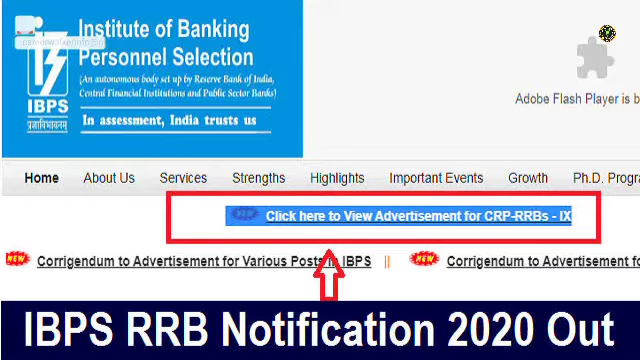 Institute of Banking
Personnel Selection
(An autonomous body set up by Reserve Bank of India,
Central Financial Institutions and Public Sector Banks)
In assessment, India trusts us
IBPS
प्रज्ञाविभागनम्
Adobe Flash Player is b
Home About Us Services Strengths Highlights Important Events Growth Ph.D. Progra
NEW Click here to View Advertisement for CRP-RRBs - IX
NEW Corrigendum to Advertisement for Various Posts in IBPS || NEW Corrigendum to Advertisement f
IBPS RRB Notification 2020 Out